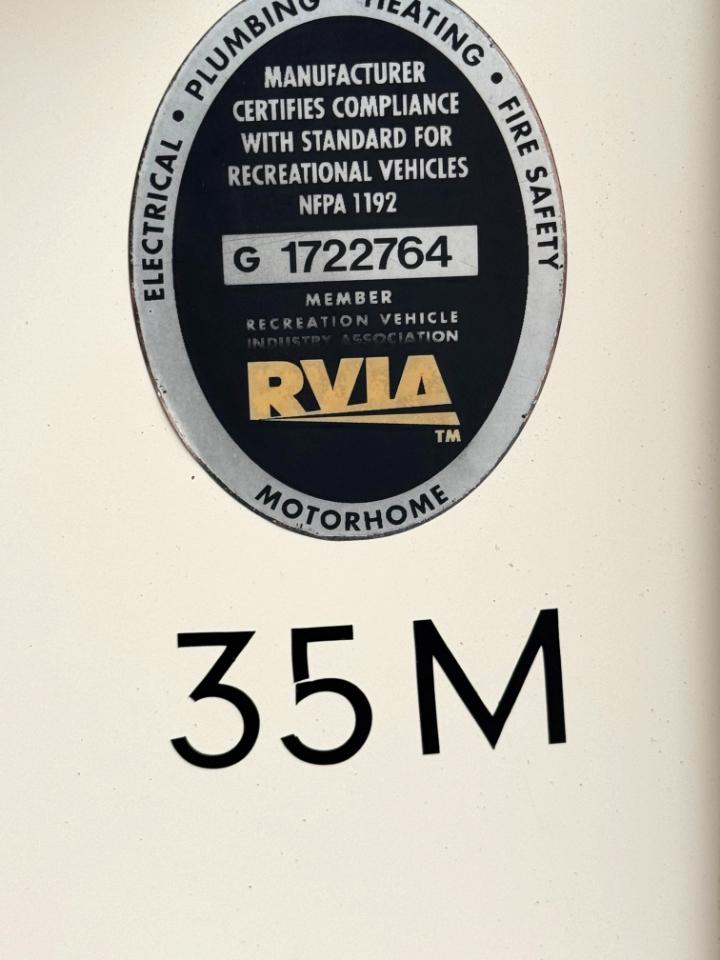 ELECTRICAL • PLUMBING HEATING • FIRE SAFETY
MANUFACTURER
CERTIFIES COMPLIANCE
WITH STANDARD FOR
RECREATIONAL VEHICLES
NFPA 1192
G 1722764
MEMBER
RECREATION VEHICLE
INDUSTRY ASSOCIATION
RVIA
TM
MOTORHOME
35M